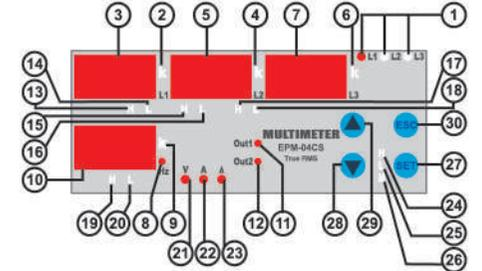 3 2 5 4 7 6 1
L1 L2 L3
k k k
L1 L2 L3
14 17
H L H L H L
13 18
15
16
MULTIMETER
EPM-04CS
True RMS
Out1
Out2
ESC
SET
k
Hz
V A A
H L
H
30
27
10
24
25
26
19 20 8 9 21 22 23 12 11 28 29